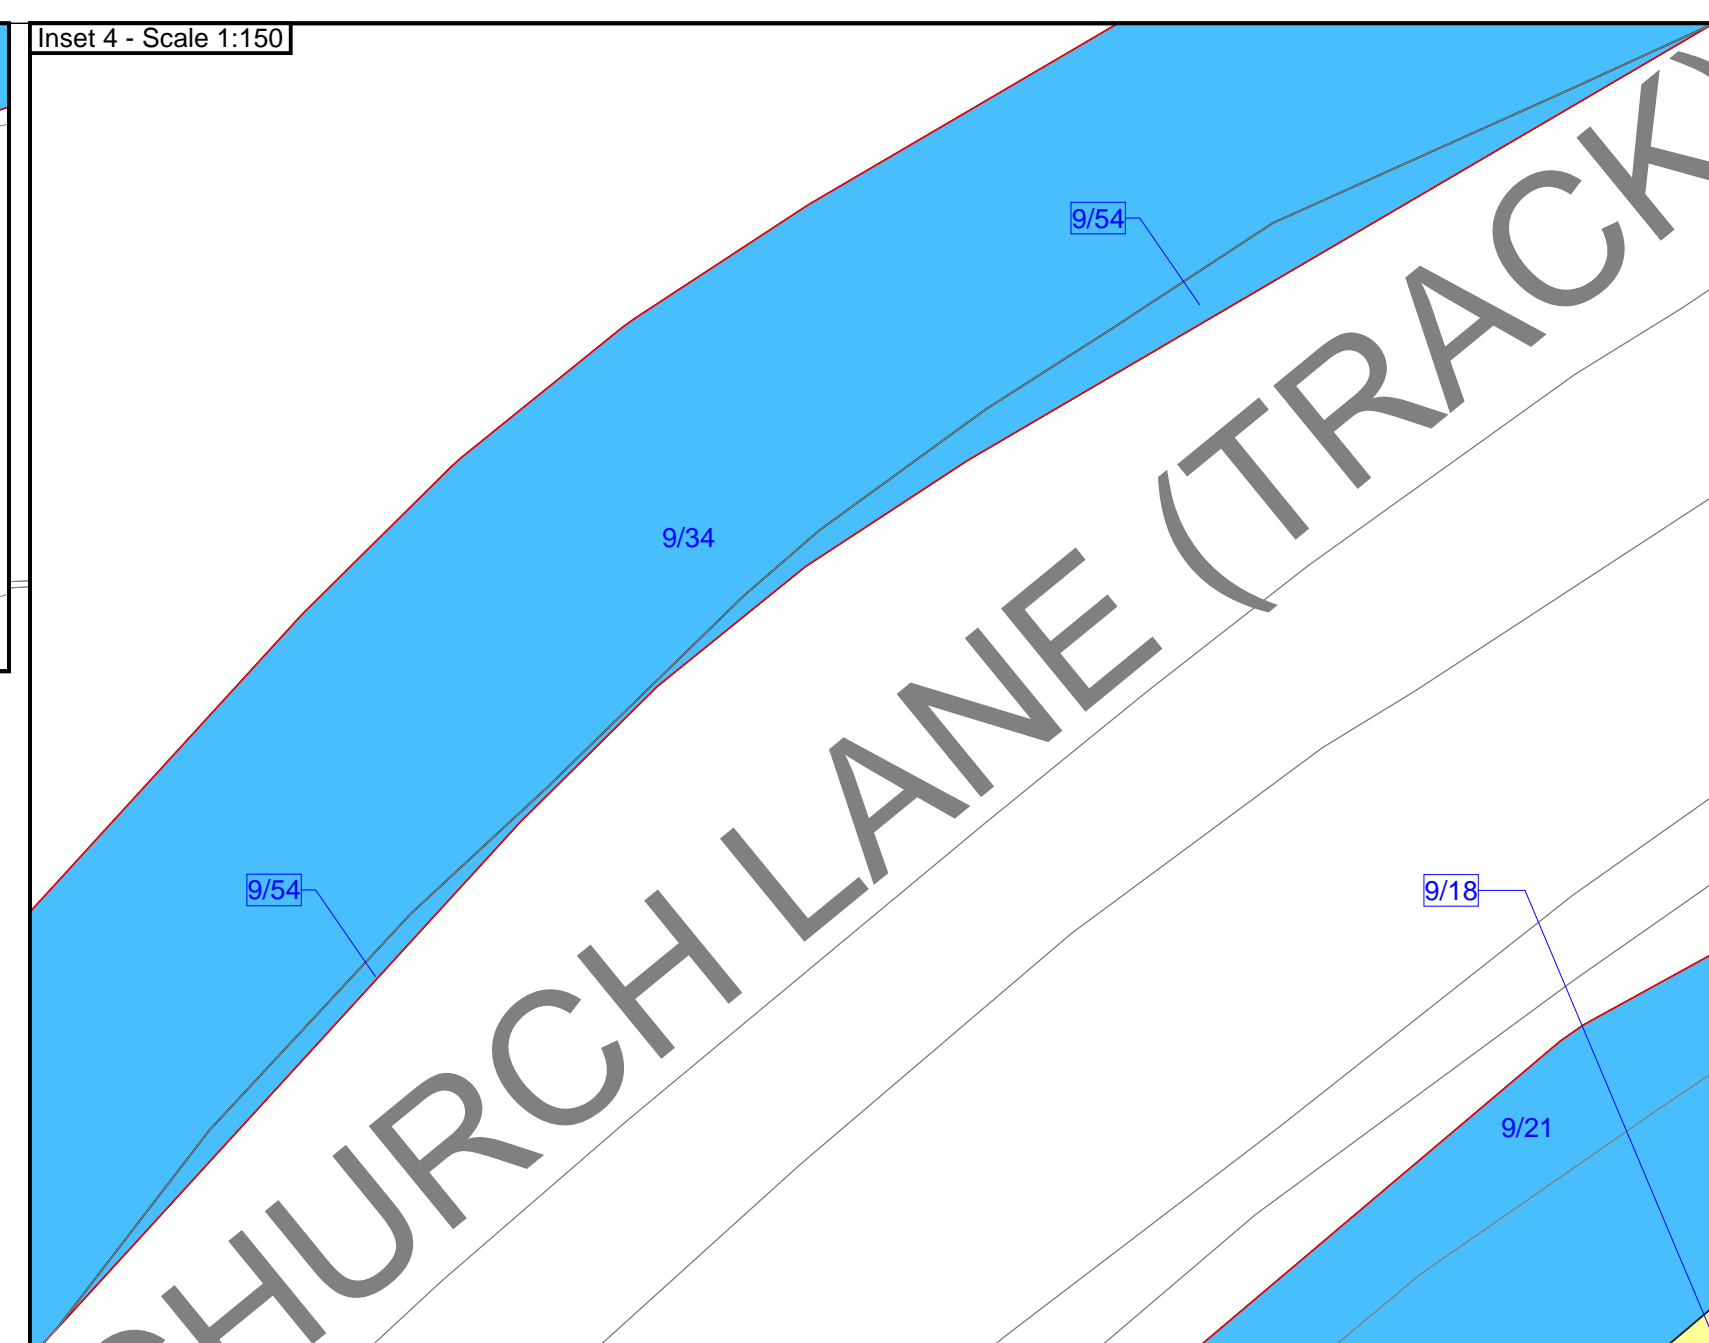 Inset 4 - Scale 1:150
9/54
9/34
CHURCH LANE (TRACK)
9/54
9/18
9/21